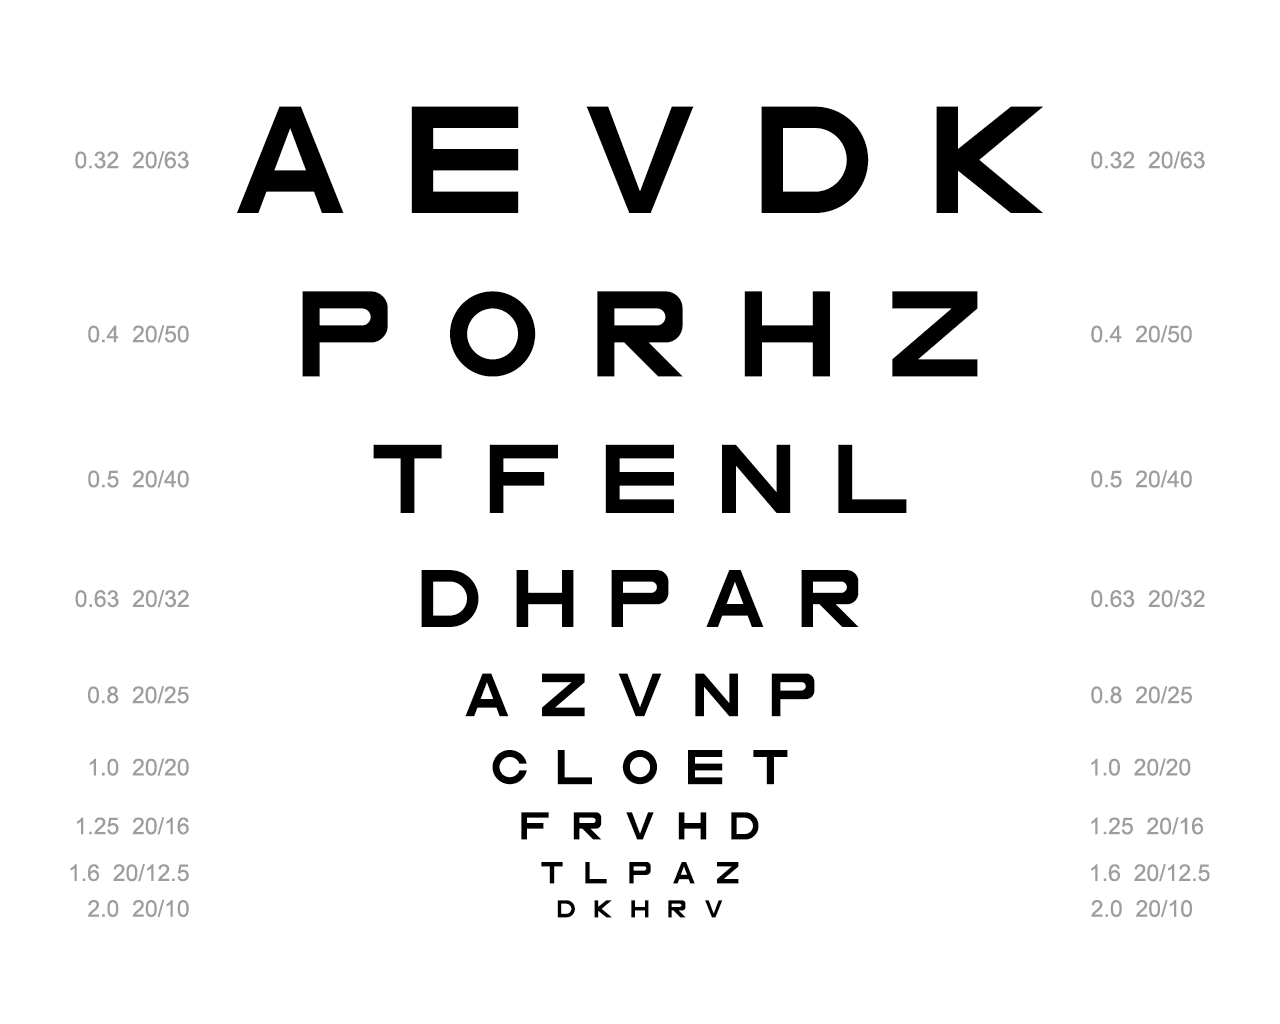 0.32 20/63 A E V D K 0.32 20/63
0.4 20/50 P O R H Z 0.4 20/50
0.5 20/40 T F E N L 0.5 20/40
0.63 20/32 D H P A R 0.63 20/32
0.8 20/25 A Z V N P 0.8 20/25
1.0 20/20 C L O E T 1.0 20/20
1.25 20/16 F R V H D 1.25 20/16
1.6 20/12.5 T L P A Z 1.6 20/12.5
2.0 20/10 D K H R V 2.0 20/10